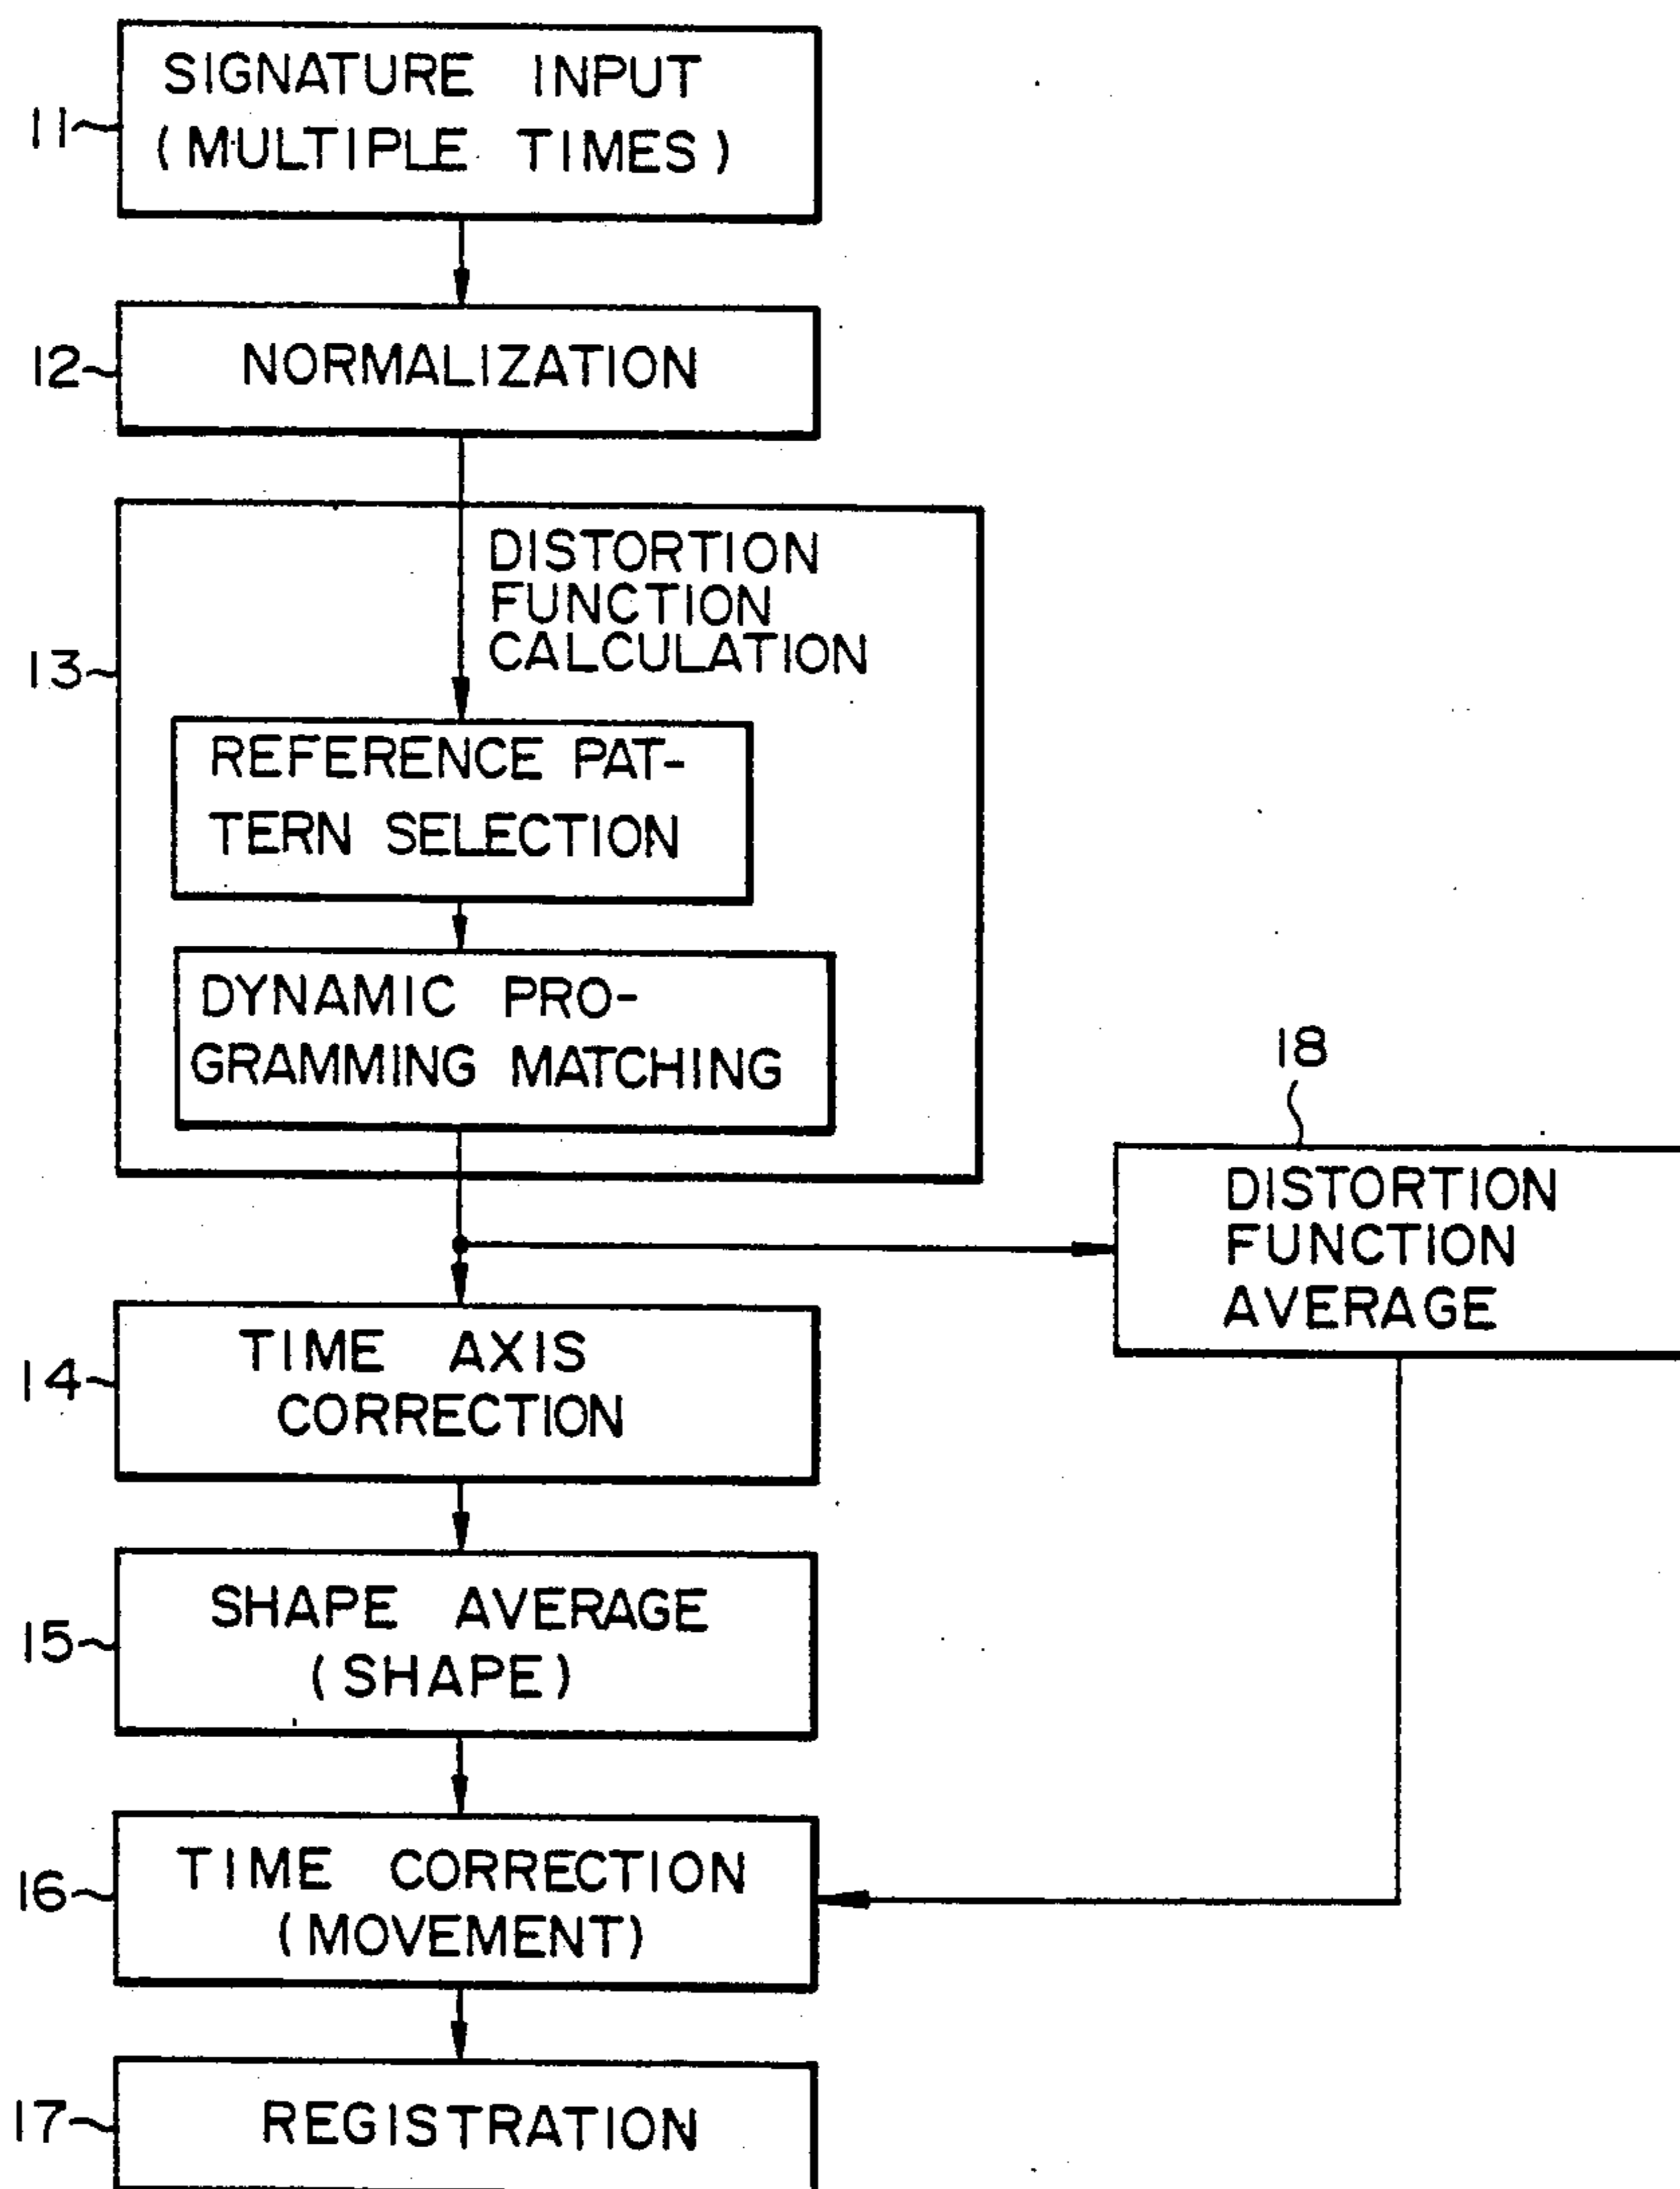 SIGNATURE INPUT
11
(MULTIPLE TIMES)
12
NORMALIZATION
DISTORTION
FUNCTION
CALCULATION
13
REFERENCE PAT-
TERN SELECTION
DYNAMIC PRO-
GRAMMING MATCHING
18
DISTORTION
FUNCTION
AVERAGE
14
TIME AXIS
CORRECTION
15
SHAPE AVERAGE
(SHAPE)
16
TIME CORRECTION
(MOVEMENT)
17
REGISTRATION